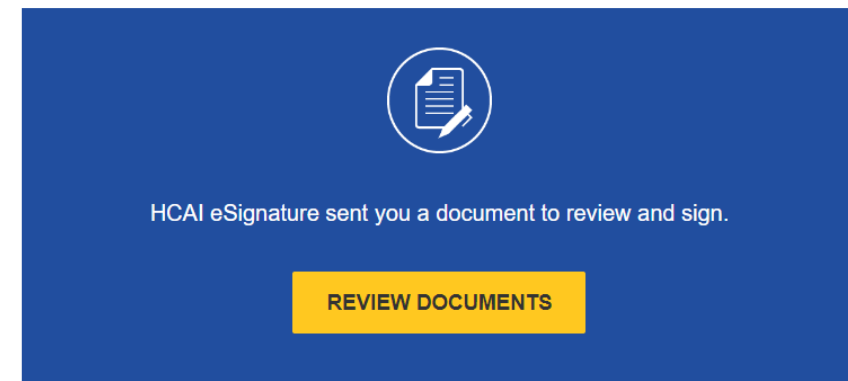 HCAI eSignature sent you a document to review and sign.
REVIEW DOCUMENTS